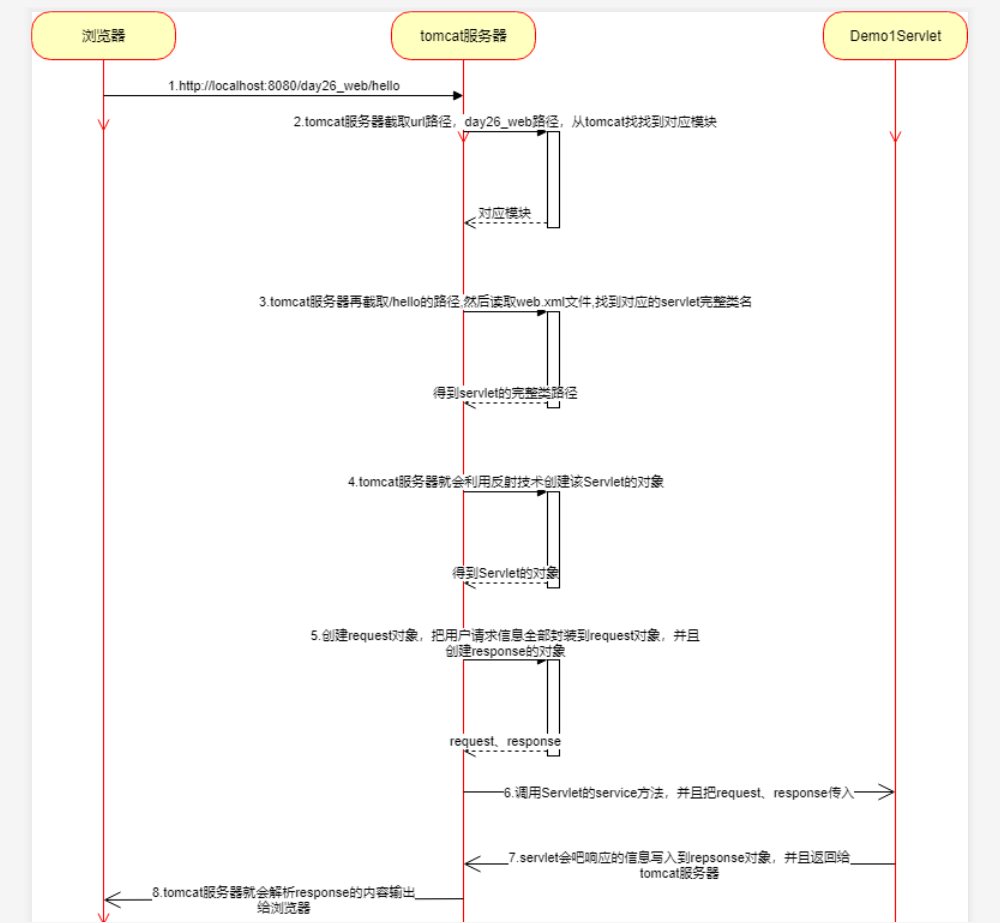 浏览器
tomcat服务器
Demo1Servlet
1.http://localhost:8080/day26_web/hello
2.tomcat服务器截取url路径，day26_web路径，从tomcat找找到对应模块
对应模块
3.tomcat服务器再截取/hello的路径,然后读取web.xml文件,找到对应的servlet完整类名
得到servlet的完整类路径
4.tomcat服务器就会利用反射技术创建该Servlet的对象
得到Servlet的对象
5.创建request对象，把用户请求信息全部封装到request对象，并且
创建response的对象
request、response
6.调用Servlet的service方法，并且把request、response传入
7.servlet会吧响应的信息写入到repsonse对象，并且返回给
tomcat服务器
8.tomcat服务器就会解析response的内容输出
给浏览器